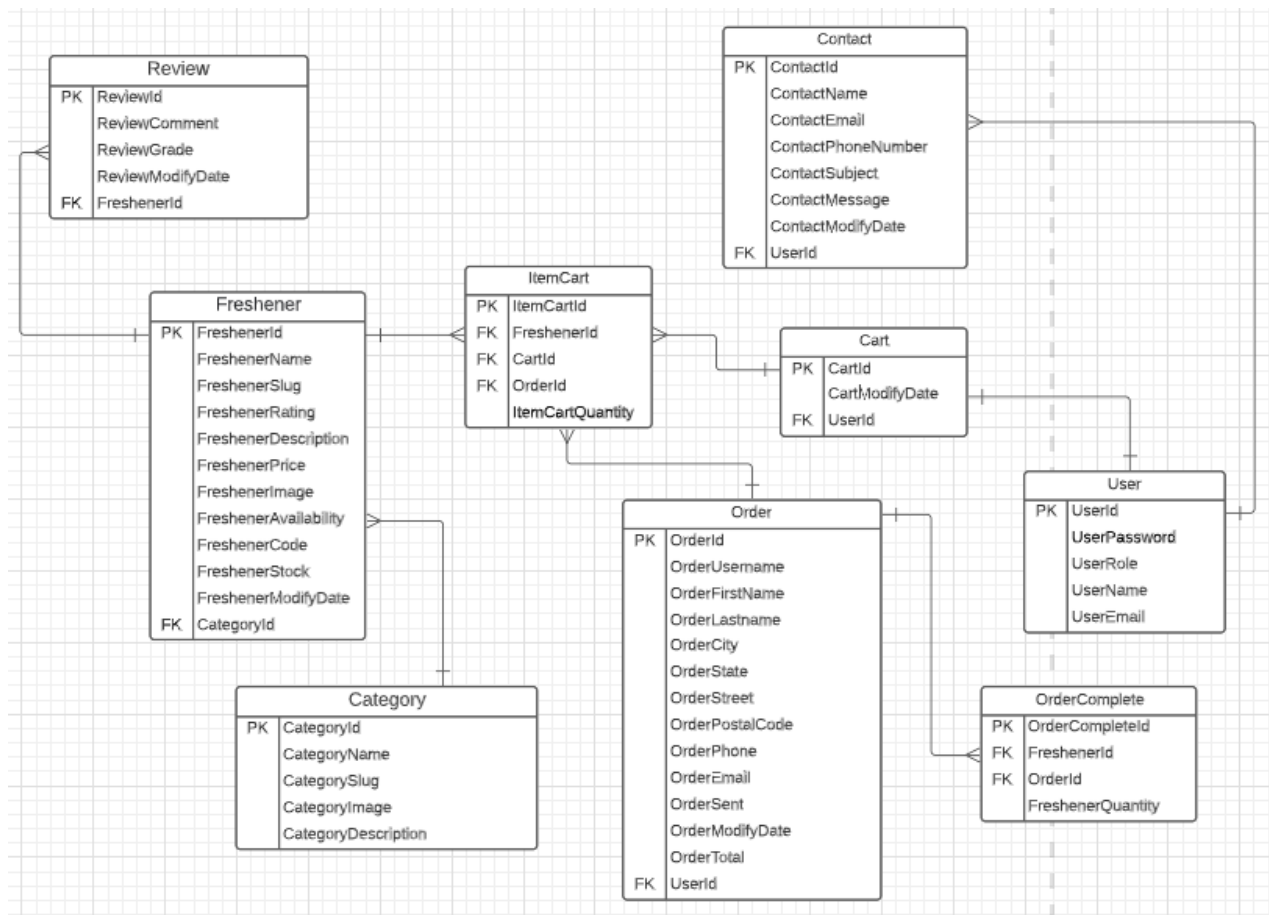 Review
PK ReviewId
ReviewComment
ReviewGrade
ReviewModifyDate
FK FreshenerId
Contact
PK ContactId
ContactName
ContactEmail
ContactPhoneNumber
ContactSubject
ContactMessage
ContactModifyDate
FK UserId
Freshener
PK FreshenerId
FreshenerName
FreshenerSlug
FreshenerRating
FreshenerDescription
FreshenerPrice
FreshenerImage
FreshenerAvailability
FreshenerCode
FreshenerStock
FreshenerModifyDate
FK CategoryId
ItemCart
PK ItemCartId
FK FreshenerId
FK CartId
FK OrderId
ItemCartQuantity
Cart
PK CartId
CartModifyDate
FK UserId
User
PK UserId
UserPassword
UserRole
UserName
UserEmail
Order
PK OrderId
OrderUsername
OrderFirstName
OrderLastname
OrderCity
OrderState
OrderStreet
OrderPostalCode
OrderPhone
OrderEmail
OrderSent
OrderModifyDate
OrderTotal
FK UserId
Category
PK CategoryId
CategoryName
CategorySlug
CategoryImage
CategoryDescription
OrderComplete
PK OrderCompleteId
FK FreshenerId
FK OrderId
FreshenerQuantity